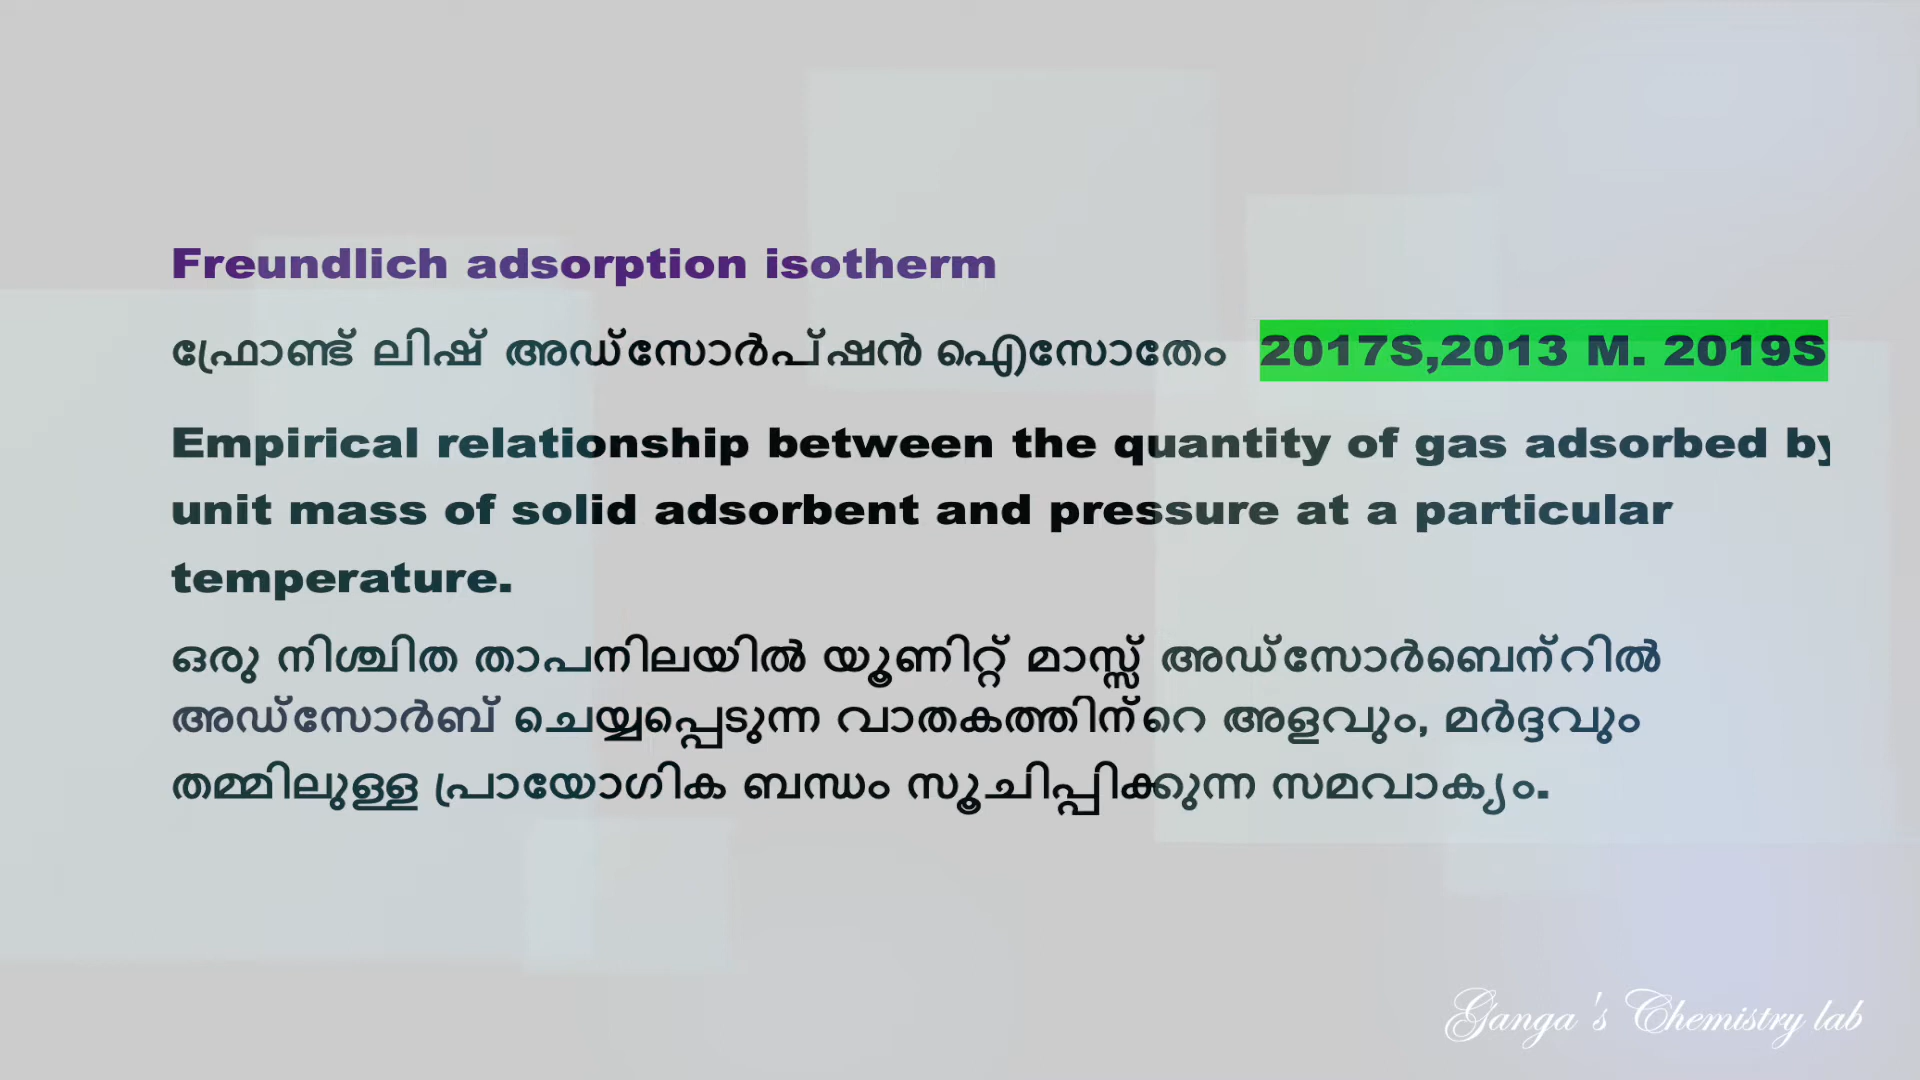 Freundlich adsorption isotherm
ഫ്രോണ്ട് ലിഷ് അഡ്സോർപ്ഷൻ ഐസോതേം 2017S,2013 M. 2019S
Empirical relationship between the quantity of gas adsorbed by
unit mass of solid adsorbent and pressure at a particular
temperature.
ഒരു നിശ്ചിത താപനിലയിൽ യൂണിറ്റ് മാസ്സ് അഡ്സോർബെന്റിൽ
അഡ്സോർബ് ചെയ്യപ്പെടുന്ന വാതകത്തിന്റെ അളവും, മർദ്ദവും
തമ്മിലുള്ള പ്രായോഗിക ബന്ധം സൂചിപ്പിക്കുന്ന സമവാക്യം.
Ganga's Chemistry lab